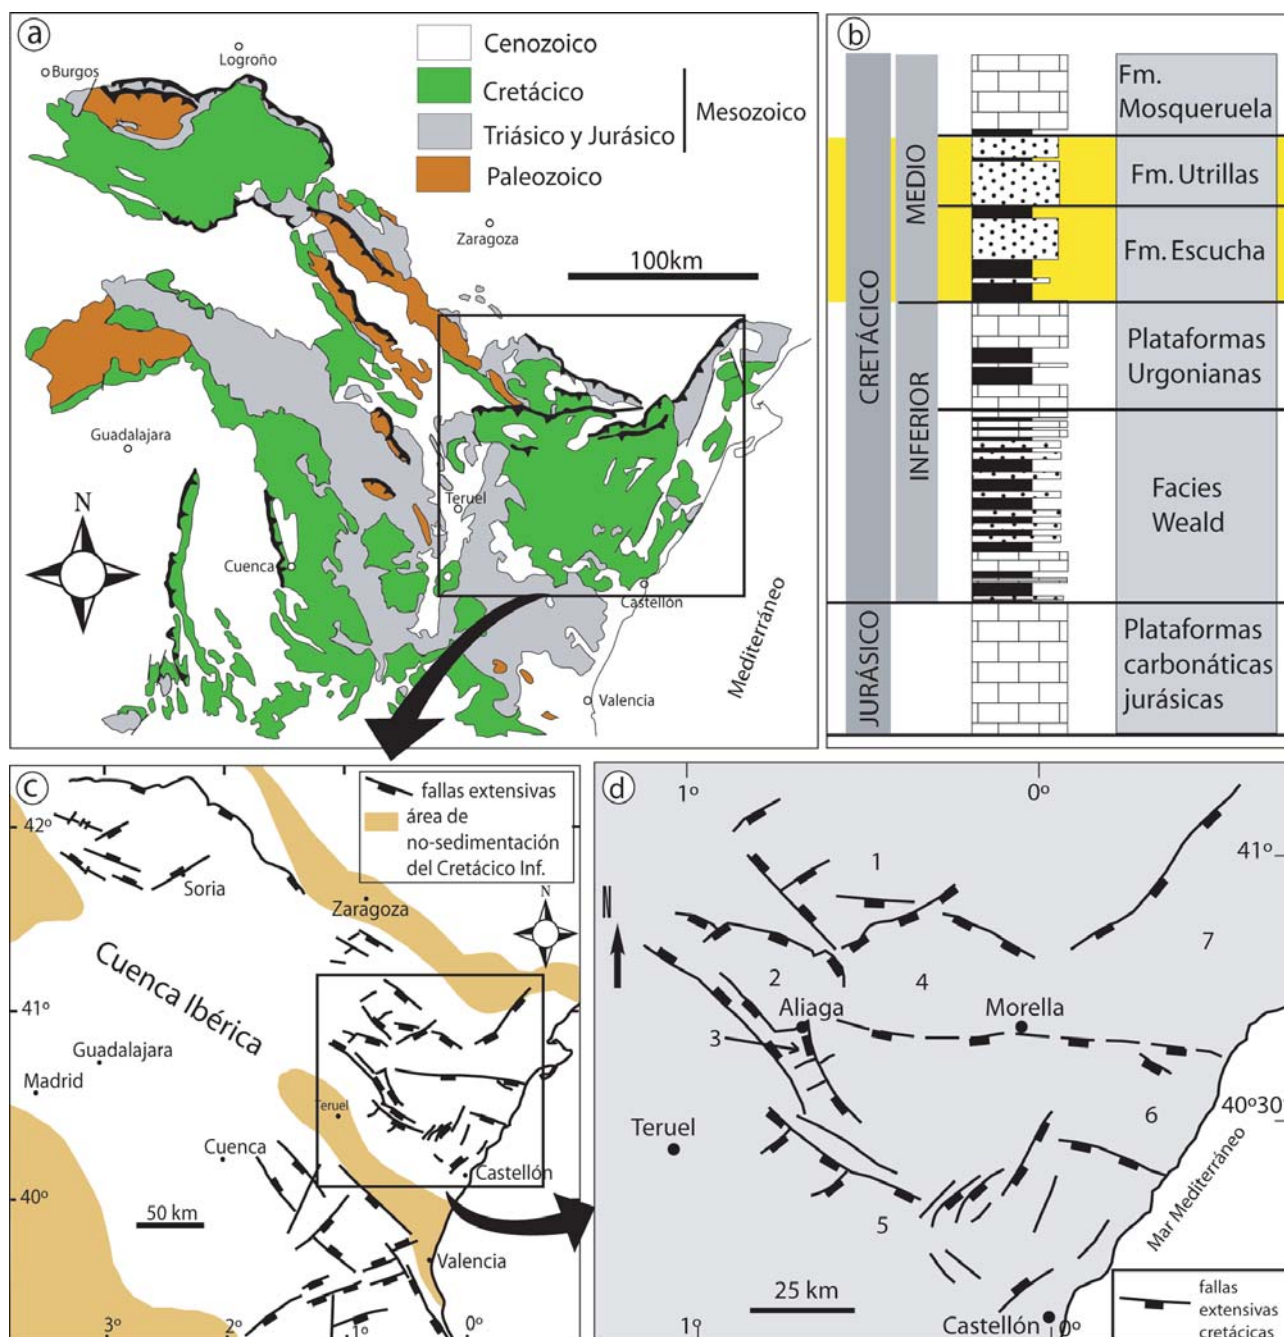 a
Logroño
Burgos
Cenozoico
Cretácico
Triásico y Jurásico
Mesozoico
Paleozoico
Zaragoza
100km
Guadalajara
N
Teruel
Cuenca
Castellón
Mediterráneo
Valencia
b
CRETÁCICO
JURÁSICO
MEDIO
INFERIOR
Fm.
Mosqueruela
Fm. Utrillas
Fm. Escucha
Plataformas
Urgonianas
Facies
Weald
Plataformas
carbonáticas
jurásicas
c
fallas extensivas
área de
no-sedimentación
del Cretácico Inf.
N
42º
Soria
Zaragoza
Cuenca Ibérica
41º
Guadalajara
Madrid
Teruel
Cuenca
Castellón
40º
50 km
Valencia
3º
2º
1º
0º
d
1º
0º
41º
N
1
7
2
4
Aliaga
Morella
3
40º30'
6
Teruel
Mar Mediterráneo
5
25 km
fallas
extensivas
cretácicas
Castellón
1º
0º